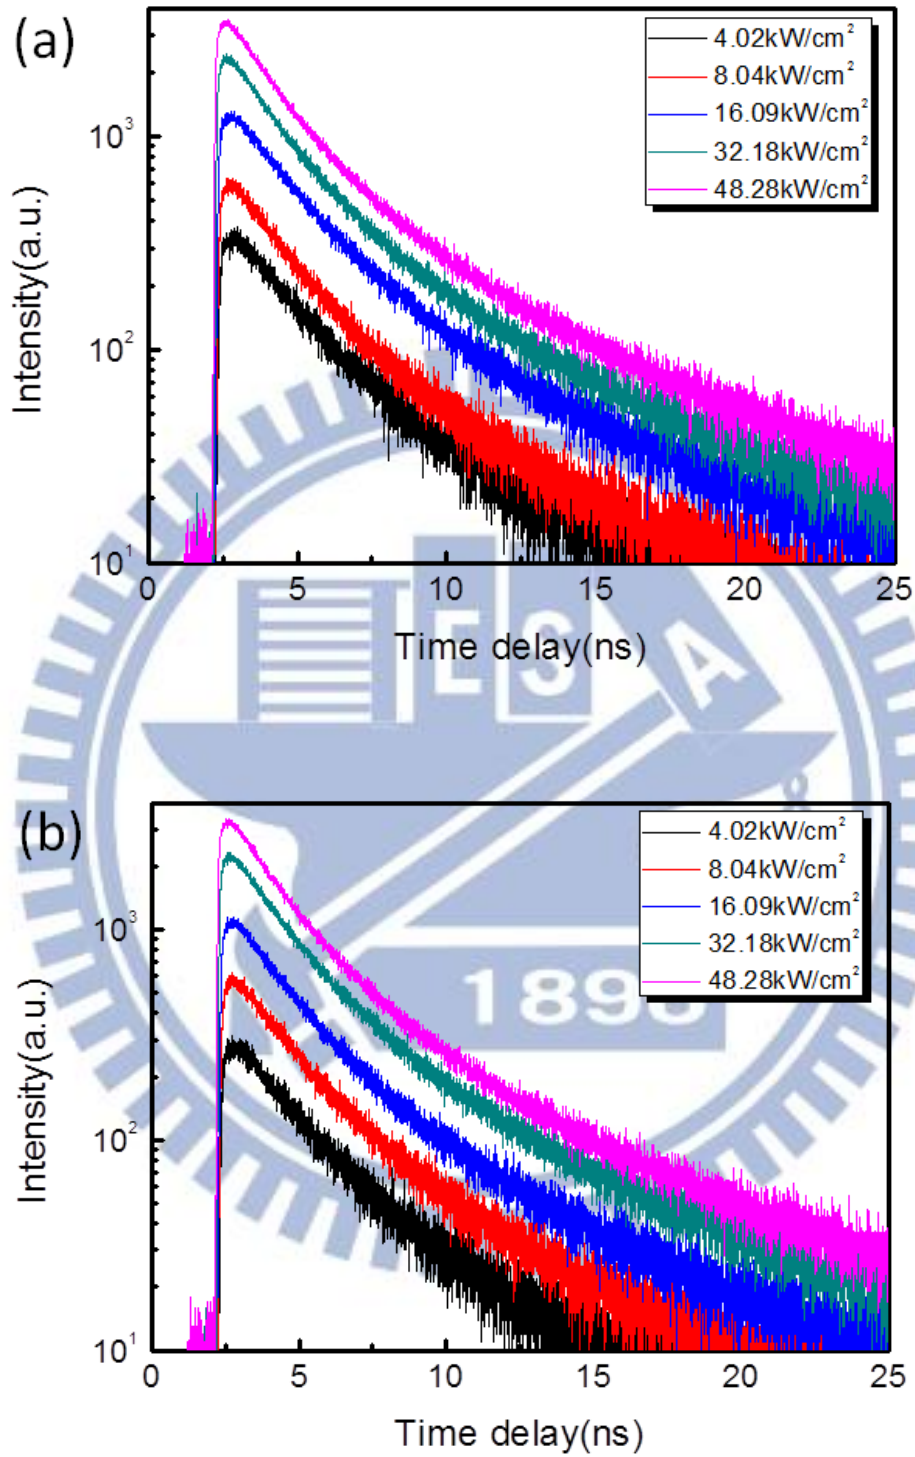 (a)
4.02kW/cm²
8.04kW/cm²
16.09kW/cm²
32.18kW/cm²
48.28kW/cm²
Intensity(a.u.)
10³
10²
10¹
0 5 10 15 20 25
Time delay(ns)
E S A
8
(b)
4.02kW/cm²
8.04kW/cm²
16.09kW/cm²
32.18kW/cm²
48.28kW/cm²
Intensity(a.u.)
10³
10²
10¹
1896
0 5 10 15 20 25
Time delay(ns)